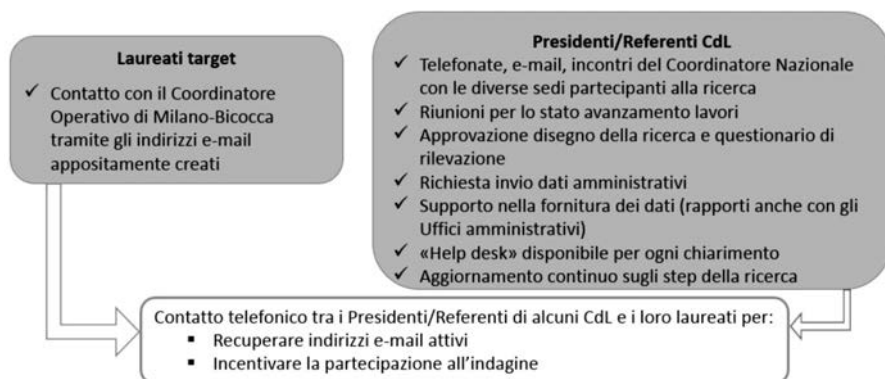 Laureati target
✓ Contatto con il Coordinatore
Operativo di Milano-Bicocca
tramite gli indirizzi e-mail
appositamente creati
Presidenti/Referenti CdL
✓ Telefonate, e-mail, incontri del Coordinatore Nazionale
con le diverse sedi partecipanti alla ricerca
✓ Riunioni per lo stato avanzamento lavori
✓ Approvazione disegno della ricerca e questionario di
rilevazione
✓ Richiesta invio dati amministrativi
✓ Supporto nella fornitura dei dati (rapporti anche con gli
Uffici amministrativi)
✓ «Help desk» disponibile per ogni chiarimento
✓ Aggiornamento continuo sugli step della ricerca
Contatto telefonico tra i Presidenti/Referenti di alcuni CdL e i loro laureati per:
▪ Recuperare indirizzi e-mail attivi
▪ Incentivare la partecipazione all’indagine